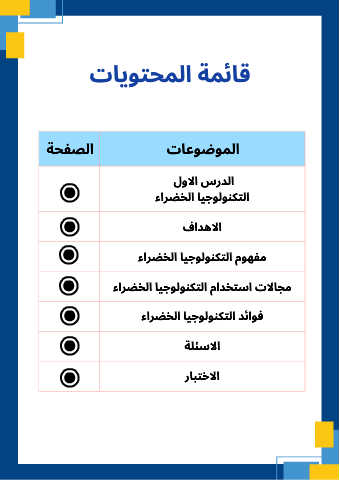 قائمة المحتويات
الموضوعات الصفحة
الدرس الاول
التكنولوجيا الخضراء
الاهداف
مفهوم التكنولوجيا الخضراء
مجالات استخدام التكنولوجيا الخضراء
فوائد التكنولوجيا الخضراء
الاسئلة
الاختبار